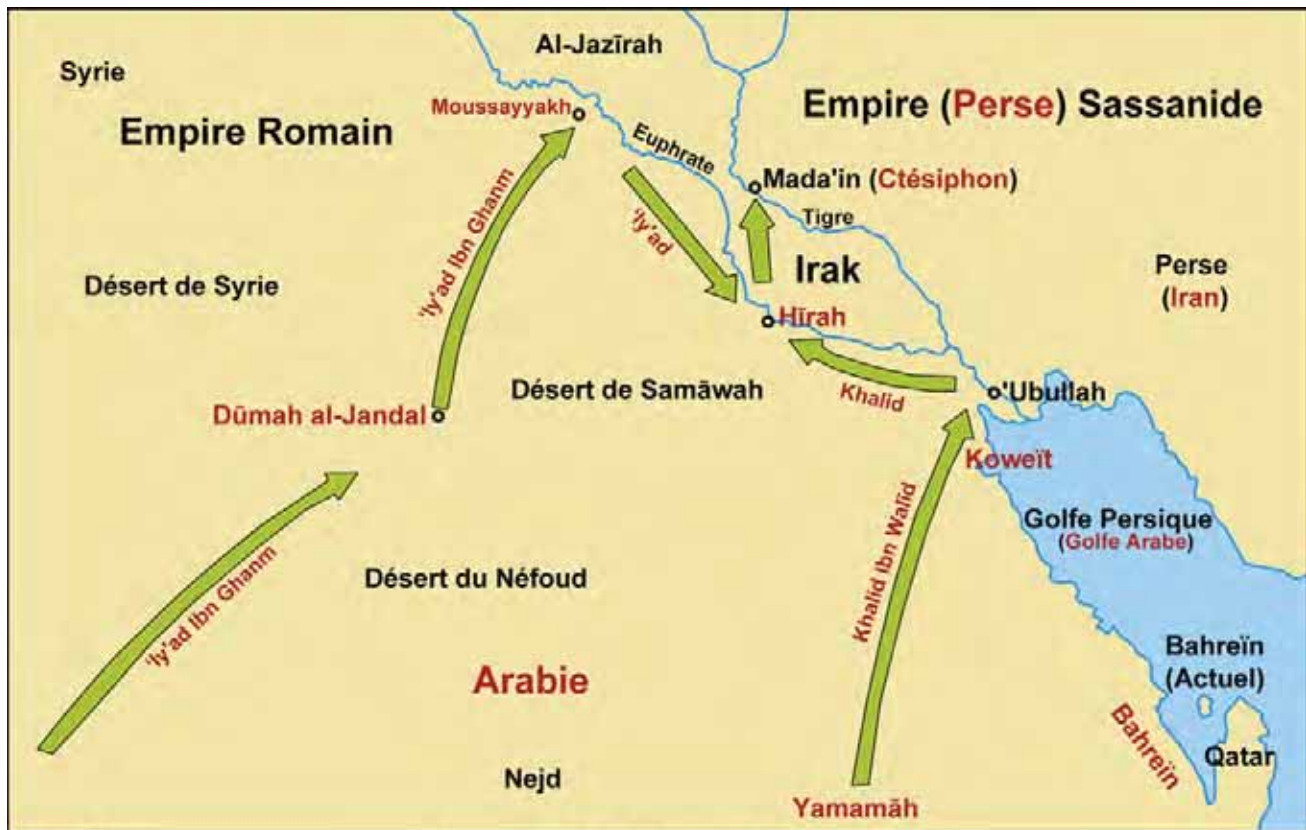 Al-Jazīrah
Syrie
Empire (Perse) Sassanide
Moussayyakh
Empire Romain
Euphrate
Mada'in (Ctésiphon)
'Iy'ad Ibn Ghanm
'Iy'ad
Tigre
Irak
Perse
(Iran)
Désert de Syrie
Hīrah
Désert de Samāwah
Khalid
'Ubullah
Dūmah al-Jandal
Koweït
Golfe Persique
(Golfe Arabe)
Khalid Ibn Walīd
Désert du Néfoud
'Iy'ad Ibn Ghanm
Arabie
Bahreïn
(Actuel)
Bahreïn
Qatar
Nejd
Yamamāh